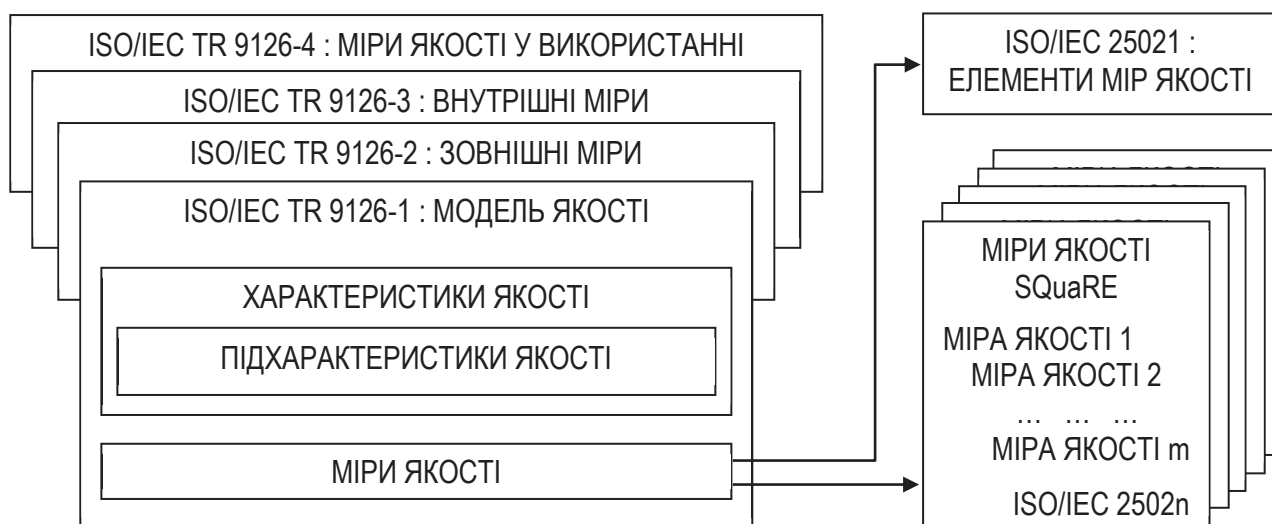 ISO/IEC TR 9126-4 : МІРИ ЯКОСТІ У ВИКОРИСТАННІ
ISO/IEC TR 9126-3 : ВНУТРІШНІ МІРИ
ISO/IEC TR 9126-2 : ЗОВНІШНІ МІРИ
ISO/IEC TR 9126-1 : МОДЕЛЬ ЯКОСТІ
ХАРАКТЕРИСТИКИ ЯКОСТІ
ПІДХАРАКТЕРИСТИКИ ЯКОСТІ
МІРИ ЯКОСТІ
ISO/IEC 25021 :
ЕЛЕМЕНТИ МІР ЯКОСТІ
МІРИ ЯКОСТІ
SQuaRE
МІРА ЯКОСТІ 1
МІРА ЯКОСТІ 2
… … …
МІРА ЯКОСТІ m
ISO/IEC 2502n